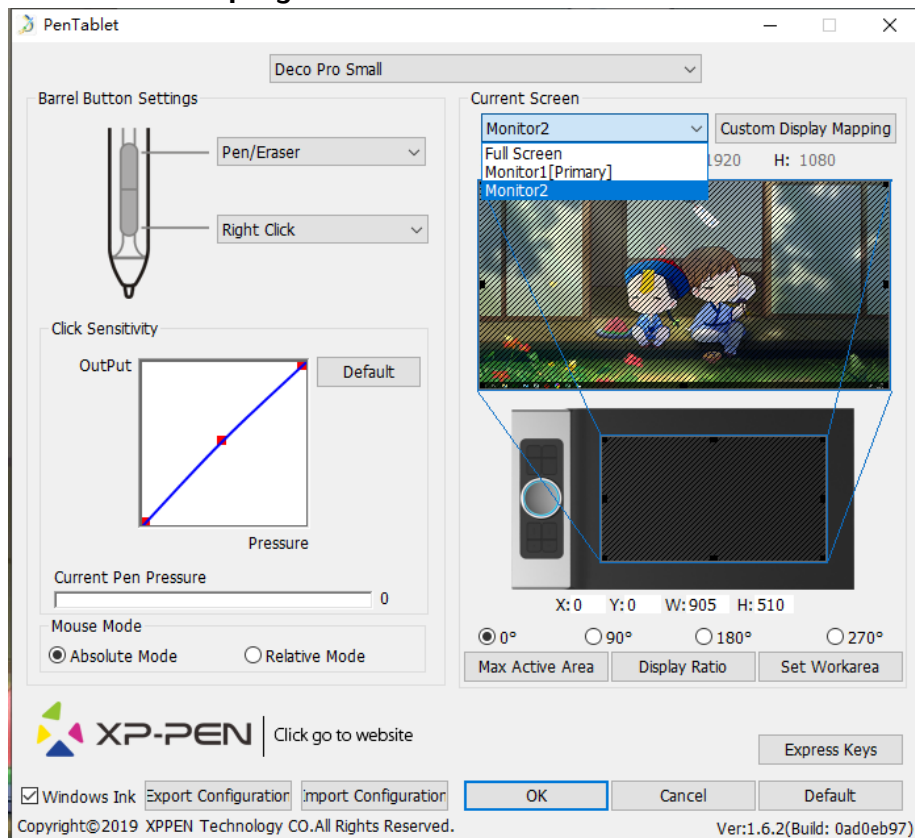 PenTablet
Deco Pro Small
Barrel Button Settings
Pen/Eraser
Right Click
Click Sensitivity
OutPut
Default
Pressure
Current Pen Pressure
0
Mouse Mode
Absolute Mode
Relative Mode
Current Screen
Monitor2
Custom Display Mapping
Full Screen
Monitor1[Primary]
Monitor2
1920 H: 1080
X: 0 Y: 0 W: 905 H: 510
0° 90° 180° 270°
Max Active Area
Display Ratio
Set Workarea
XP-PEN
Click go to website
Express Keys
Windows Ink
Export Configuration
Import Configuration
OK
Cancel
Default
Copyright©2019 XPPEN Technology CO.All Rights Reserved.
Ver:1.6.2(Build: 0ad0eb97)